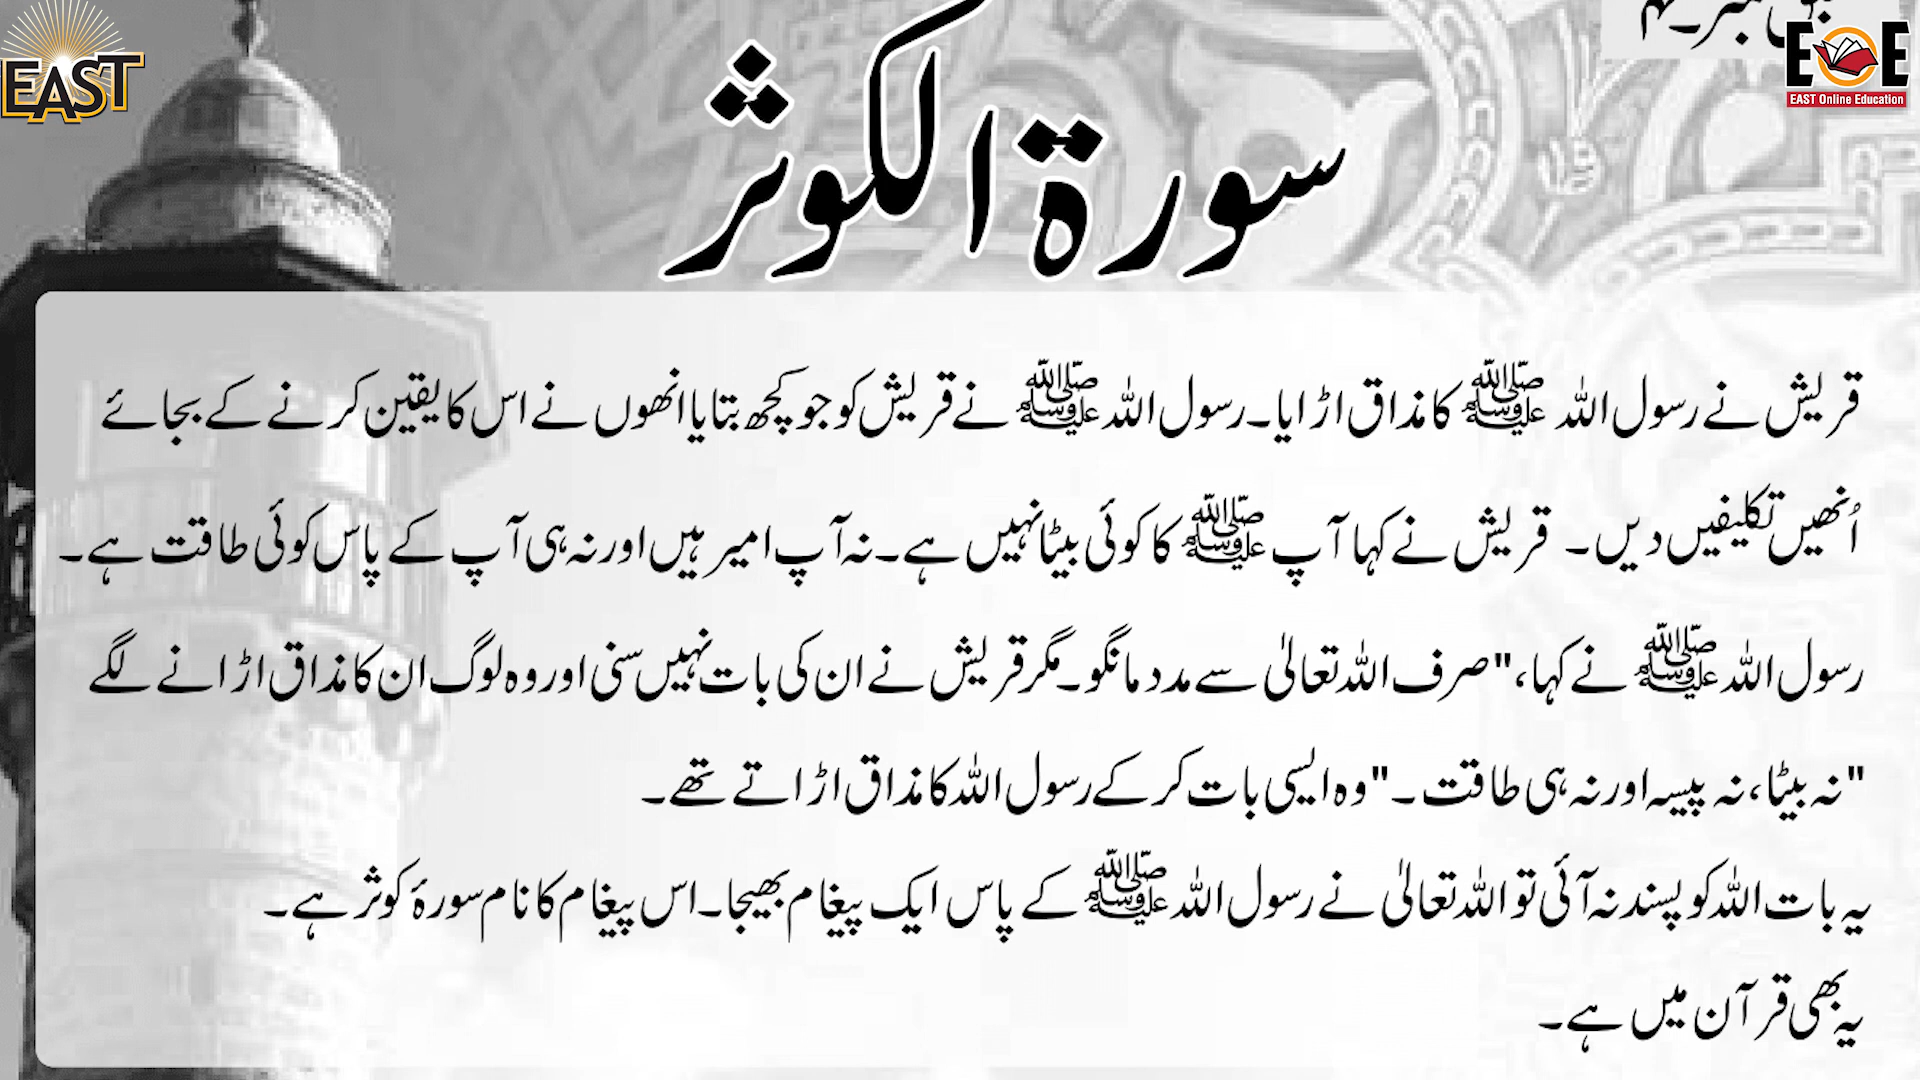 EAST
EOE
EAST Online Education
سورۃ الکوثر
قریش نے رسول اللہ ﷺ کا مذاق اڑایا۔ رسول اللہ ﷺ نے قریش کو جو کچھ بتایا انھوں نے اس کا یقین کرنے کے بجائے
اُنھیں تکلیفیں دیں۔ قریش نے کہا آپ ﷺ کا کوئی بیٹا نہیں ہے۔ نہ آپ امیر ہیں اور نہ ہی آپ کے پاس کوئی طاقت ہے۔
رسول اللہ ﷺ نے کہا، "صرف اللہ تعالیٰ سے مدد مانگو۔ مگر قریش نے ان کی بات نہیں سنی اور وہ لوگ ان کا مذاق اڑانے لگے
"نہ بیٹا، نہ پیسہ اور نہ ہی طاقت۔" وہ ایسی بات کر کے رسول اللہ کا مذاق اڑاتے تھے۔
یہ بات اللہ کو پسند نہ آئی تو اللہ تعالیٰ نے رسول اللہ ﷺ کے پاس ایک پیغام بھیجا۔ اس پیغام کا نام سورۂ کوثر ہے۔
یہ بھی قرآن میں ہے۔